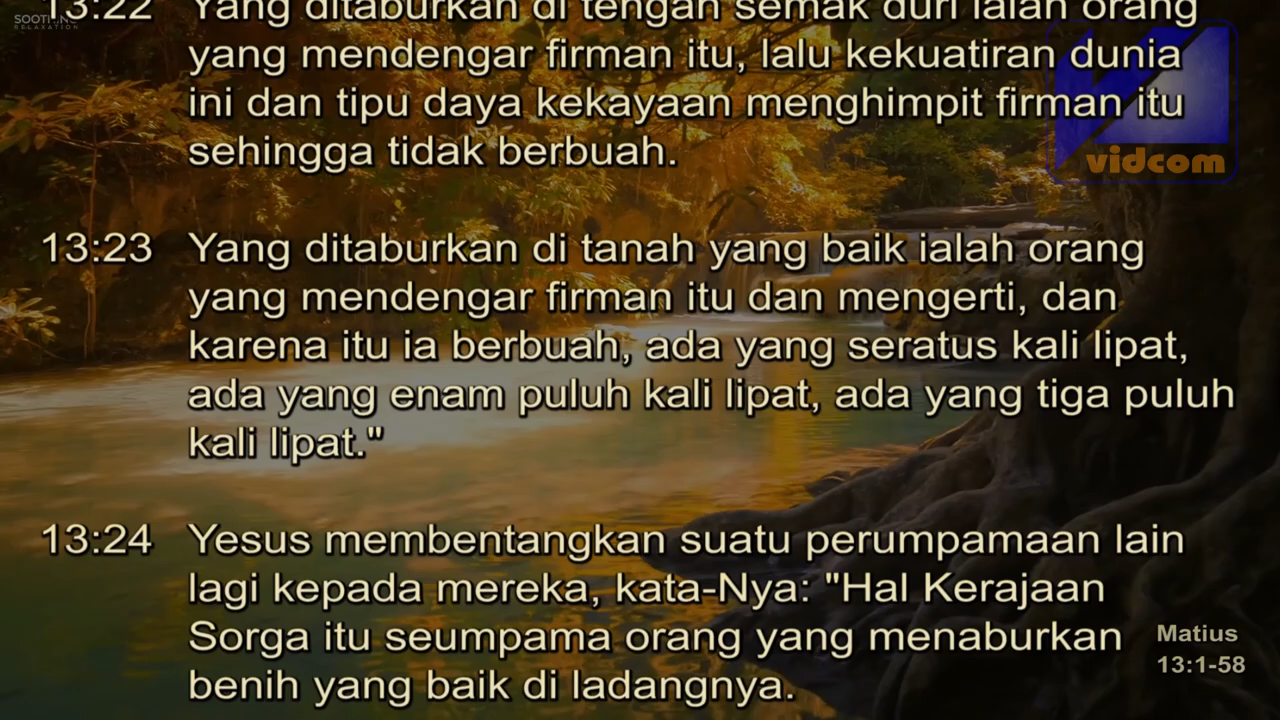 SOOTHING
RELAXATION
13:22 Yang ditaburkan di tengah semak duri ialah orang
yang mendengar firman itu, lalu kekuatiran dunia
ini dan tipu daya kekayaan menghimpit firman itu
sehingga tidak berbuah.
vidcom
13:23 Yang ditaburkan di tanah yang baik ialah orang
yang mendengar firman itu dan mengerti, dan
karena itu ia berbuah, ada yang seratus kali lipat,
ada yang enam puluh kali lipat, ada yang tiga puluh
kali lipat."
13:24 Yesus membentangkan suatu perumpamaan lain
lagi kepada mereka, kata-Nya: "Hal Kerajaan
Sorga itu seumpama orang yang menaburkan
benih yang baik di ladangnya.
Matius
13:1-58